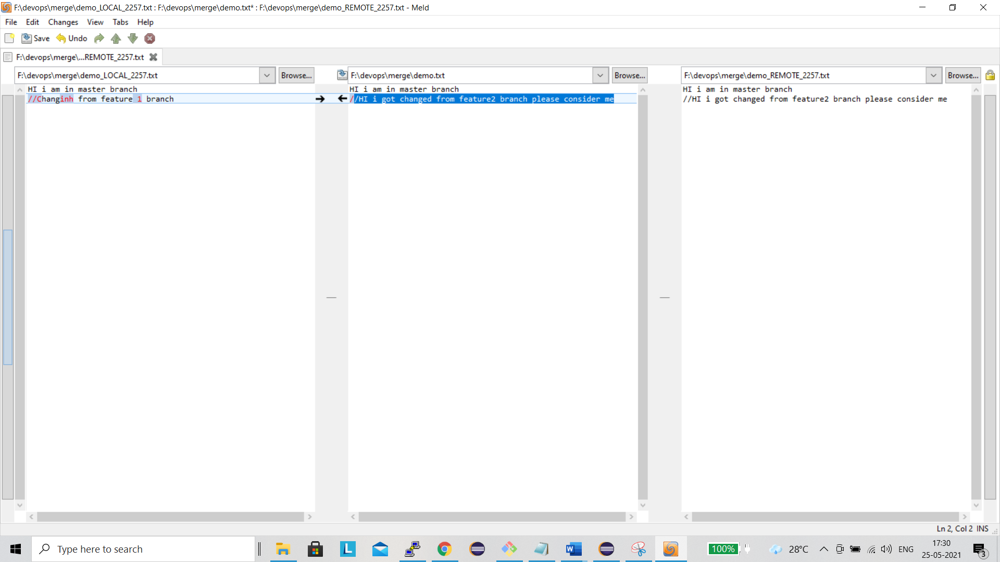 F:\devops\merge\demo_LOCAL_2257.txt : F:\devops\merge\demo.txt* : F:\devops\merge\demo_REMOTE_2257.txt - Meld
File Edit Changes View Tabs Help
Save Undo
F:\devops\merge\...REMOTE_2257.txt
F:\devops\merge\demo_LOCAL_2257.txt Browse... F:\devops\merge\demo.txt Browse... F:\devops\merge\demo_REMOTE_2257.txt Browse...
HI i am in master branch
//Changinh from feature 1 branch
HI i am in master branch
//HI i got changed from feature2 branch please consider me
HI i am in master branch
//HI i got changed from feature2 branch please consider me
Ln 2, Col 2 INS
Type here to search
L
W
100%
28°C
ENG
17:30
25-05-2021
3